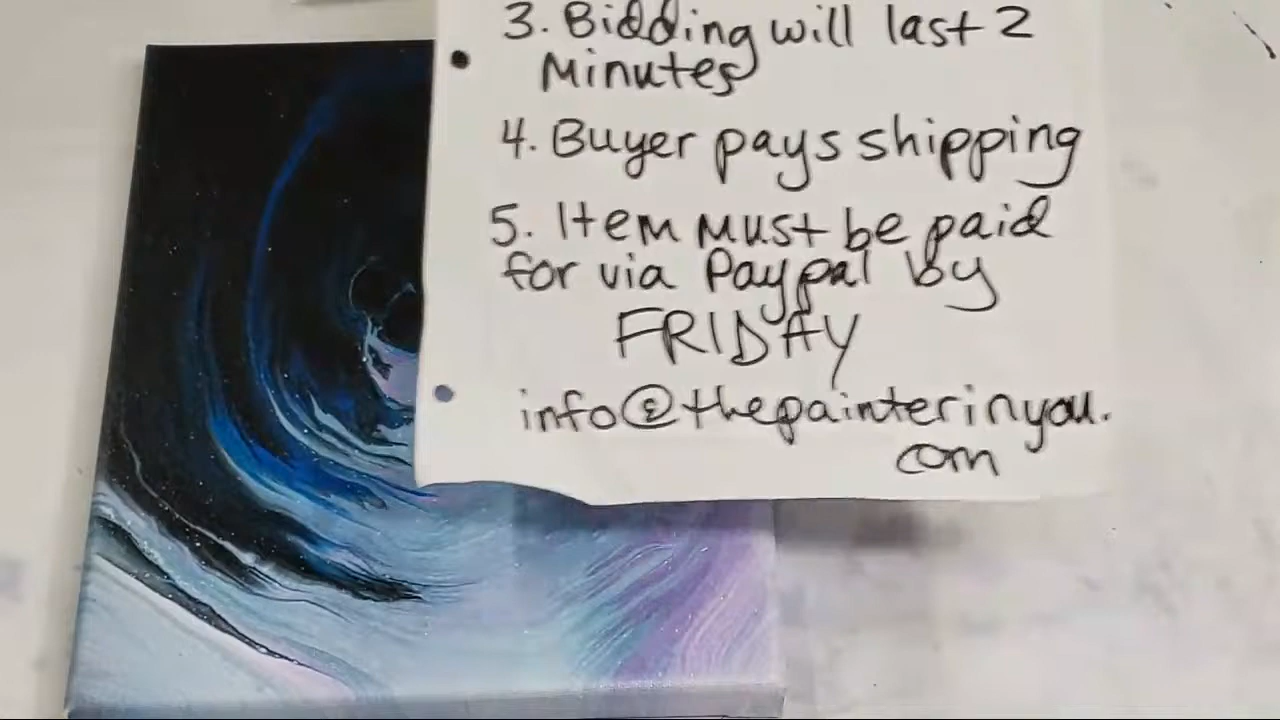 3. Bidding will last 2
Minutes
4. Buyer pays shipping
5. Item must be paid
for via Paypal by
FRIDAY
info@thepainterinyou.
com